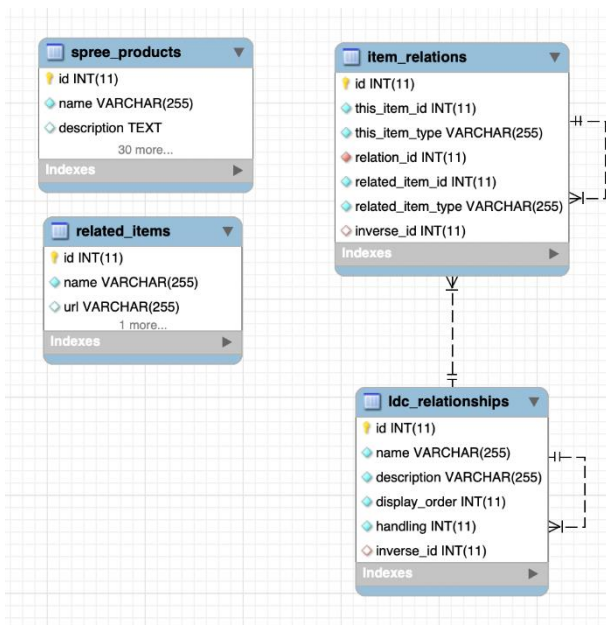 spree_products
id INT(11)
name VARCHAR(255)
description TEXT
30 more...
Indexes
related_items
id INT(11)
name VARCHAR(255)
url VARCHAR(255)
1 more...
Indexes
item_relations
id INT(11)
this_item_id INT(11)
this_item_type VARCHAR(255)
relation_id INT(11)
related_item_id INT(11)
related_item_type VARCHAR(255)
inverse_id INT(11)
Indexes
ldc_relationships
id INT(11)
name VARCHAR(255)
description VARCHAR(255)
display_order INT(11)
handling INT(11)
inverse_id INT(11)
Indexes